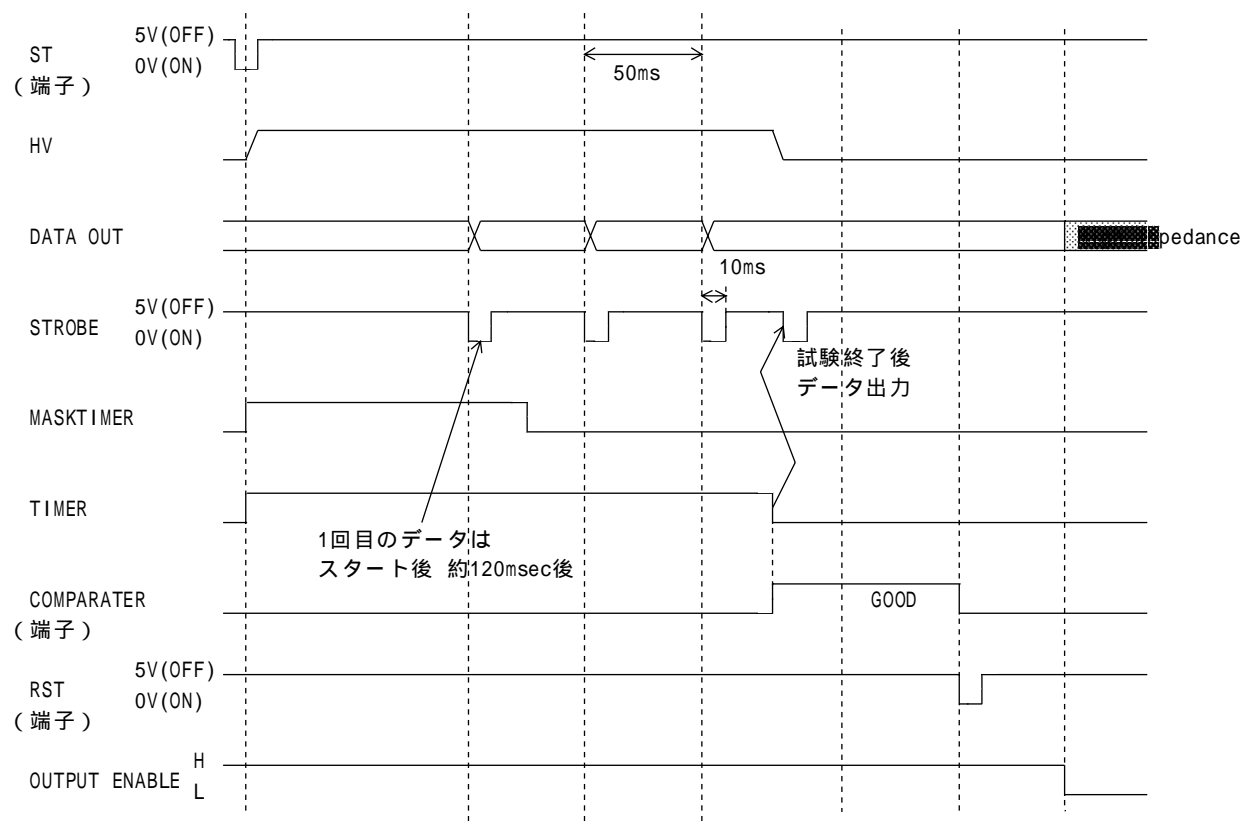 ST
5V(OFF)
0V(ON)
(端子)
50ms
HV
DATA OUT
pedance
10ms
STROBE
5V(OFF)
0V(ON)
試験終了後
データ出力
MASKTIMER
TIMER
1回目のデータは
スタート後 約120msec後
COMPARATER
(端子)
GOOD
RST
5V(OFF)
0V(ON)
(端子)
OUTPUT ENABLE
H
L